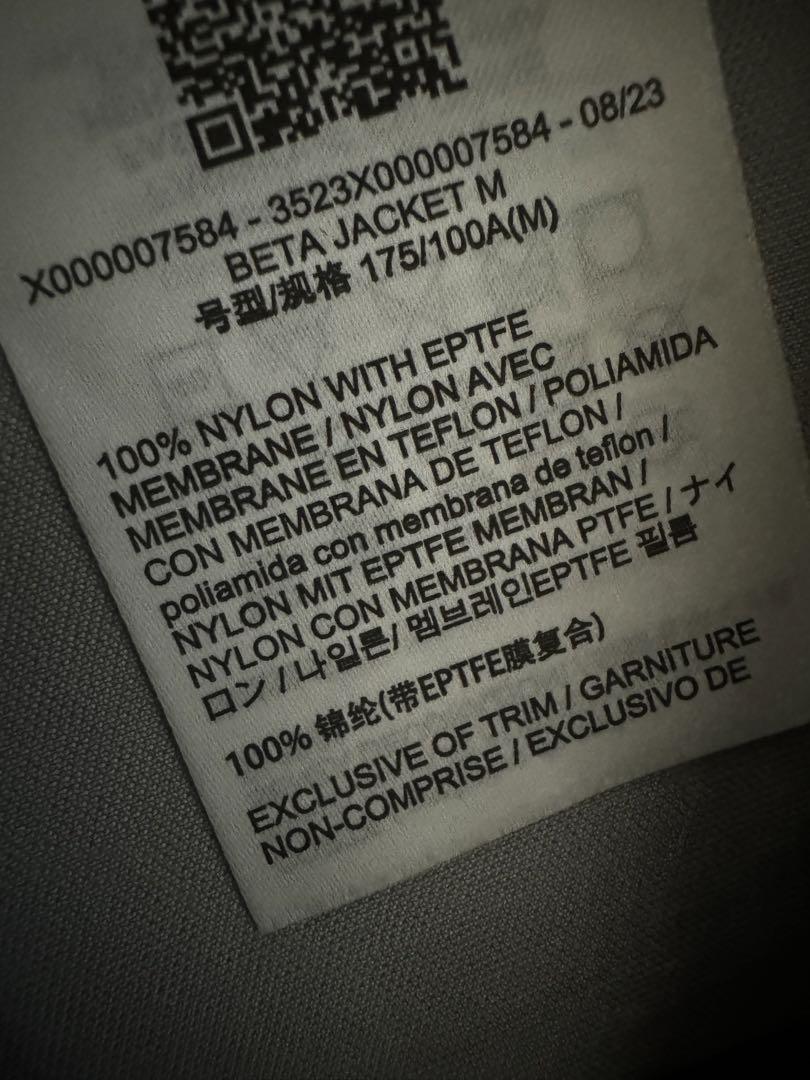 X000007584 - 3523X000007584 - 08/23
BETA JACKET M
号型/规格 175/100A(M)
100% NYLON WITH EPTFE
MEMBRANE / NYLON AVEC
MEMBRANE EN TEFLON / POLIAMIDA
CON MEMBRANA DE TEFLON /
poliamida con membrana de teflon /
NYLON MIT EPTFE MEMBRAN /
NYLON CON MEMBRANA PTFE / ナイ
ロン / 나일론/ 멤브레인EPTFE 필름
100% 锦纶(带EPTFE膜复合)
EXCLUSIVE OF TRIM / GARNITURE
NON-COMPRISE / EXCLUSIVO DE